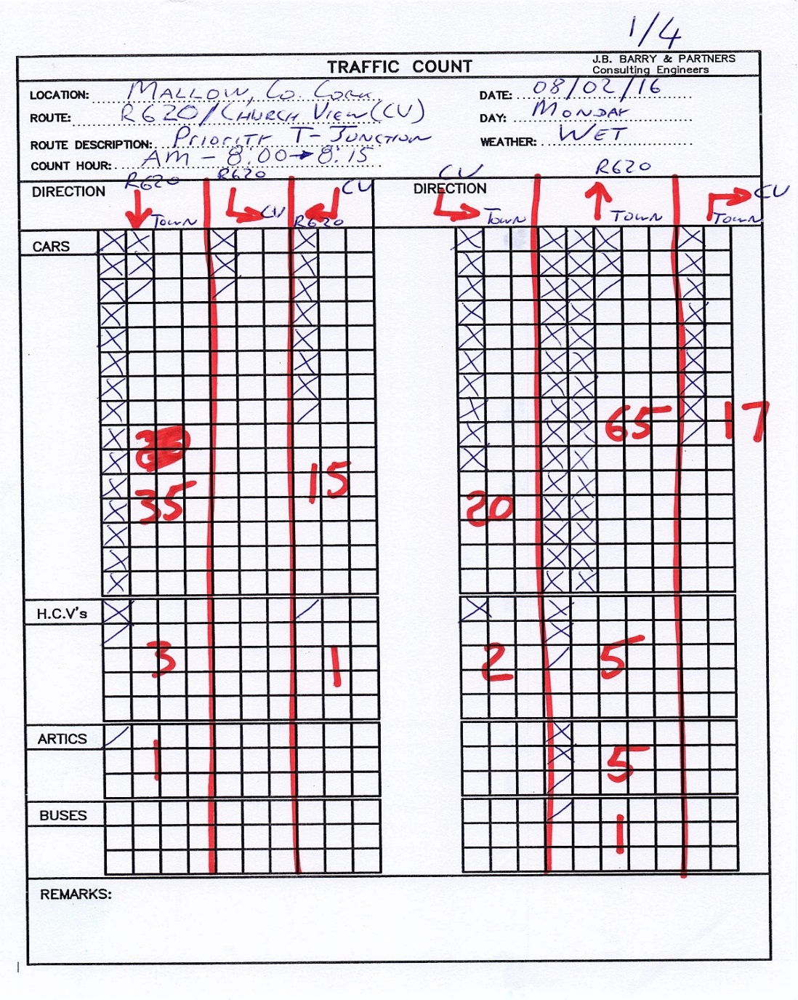 1/4
TRAFFIC COUNT
J.B. BARRY & PARTNERS
Consulting Engineers
LOCATION: MALLOW, Co. CORK
DATE: 08/02/16
ROUTE: R620/CHURCH VIEW (CV)
DAY: MONDAY
ROUTE DESCRIPTION: PRIORITY T-JUNCTION
WEATHER: WET
COUNT HOUR: AM - 8.00→8:15
R620 R620 CV CV R620 CV
DIRECTION Town CV R620
DIRECTION Town Town Town
CARS
65 17
35 15 20
H.C.V's
3 1 2 5
ARTICS
1 5
BUSES
1
REMARKS: